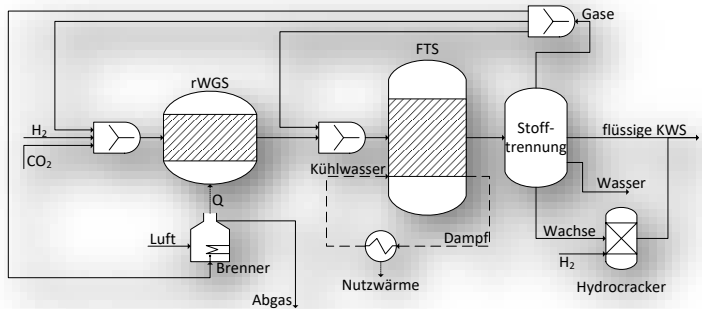 Gase
FTS
rWGS
H₂
CO₂
Stoff-
trennung
flüssige KWS
Kühlwasser
Wasser
Q
Luft
Brenner
Dampf
Wachse
H₂
Nutzwärme
Hydrocracker
Abgas